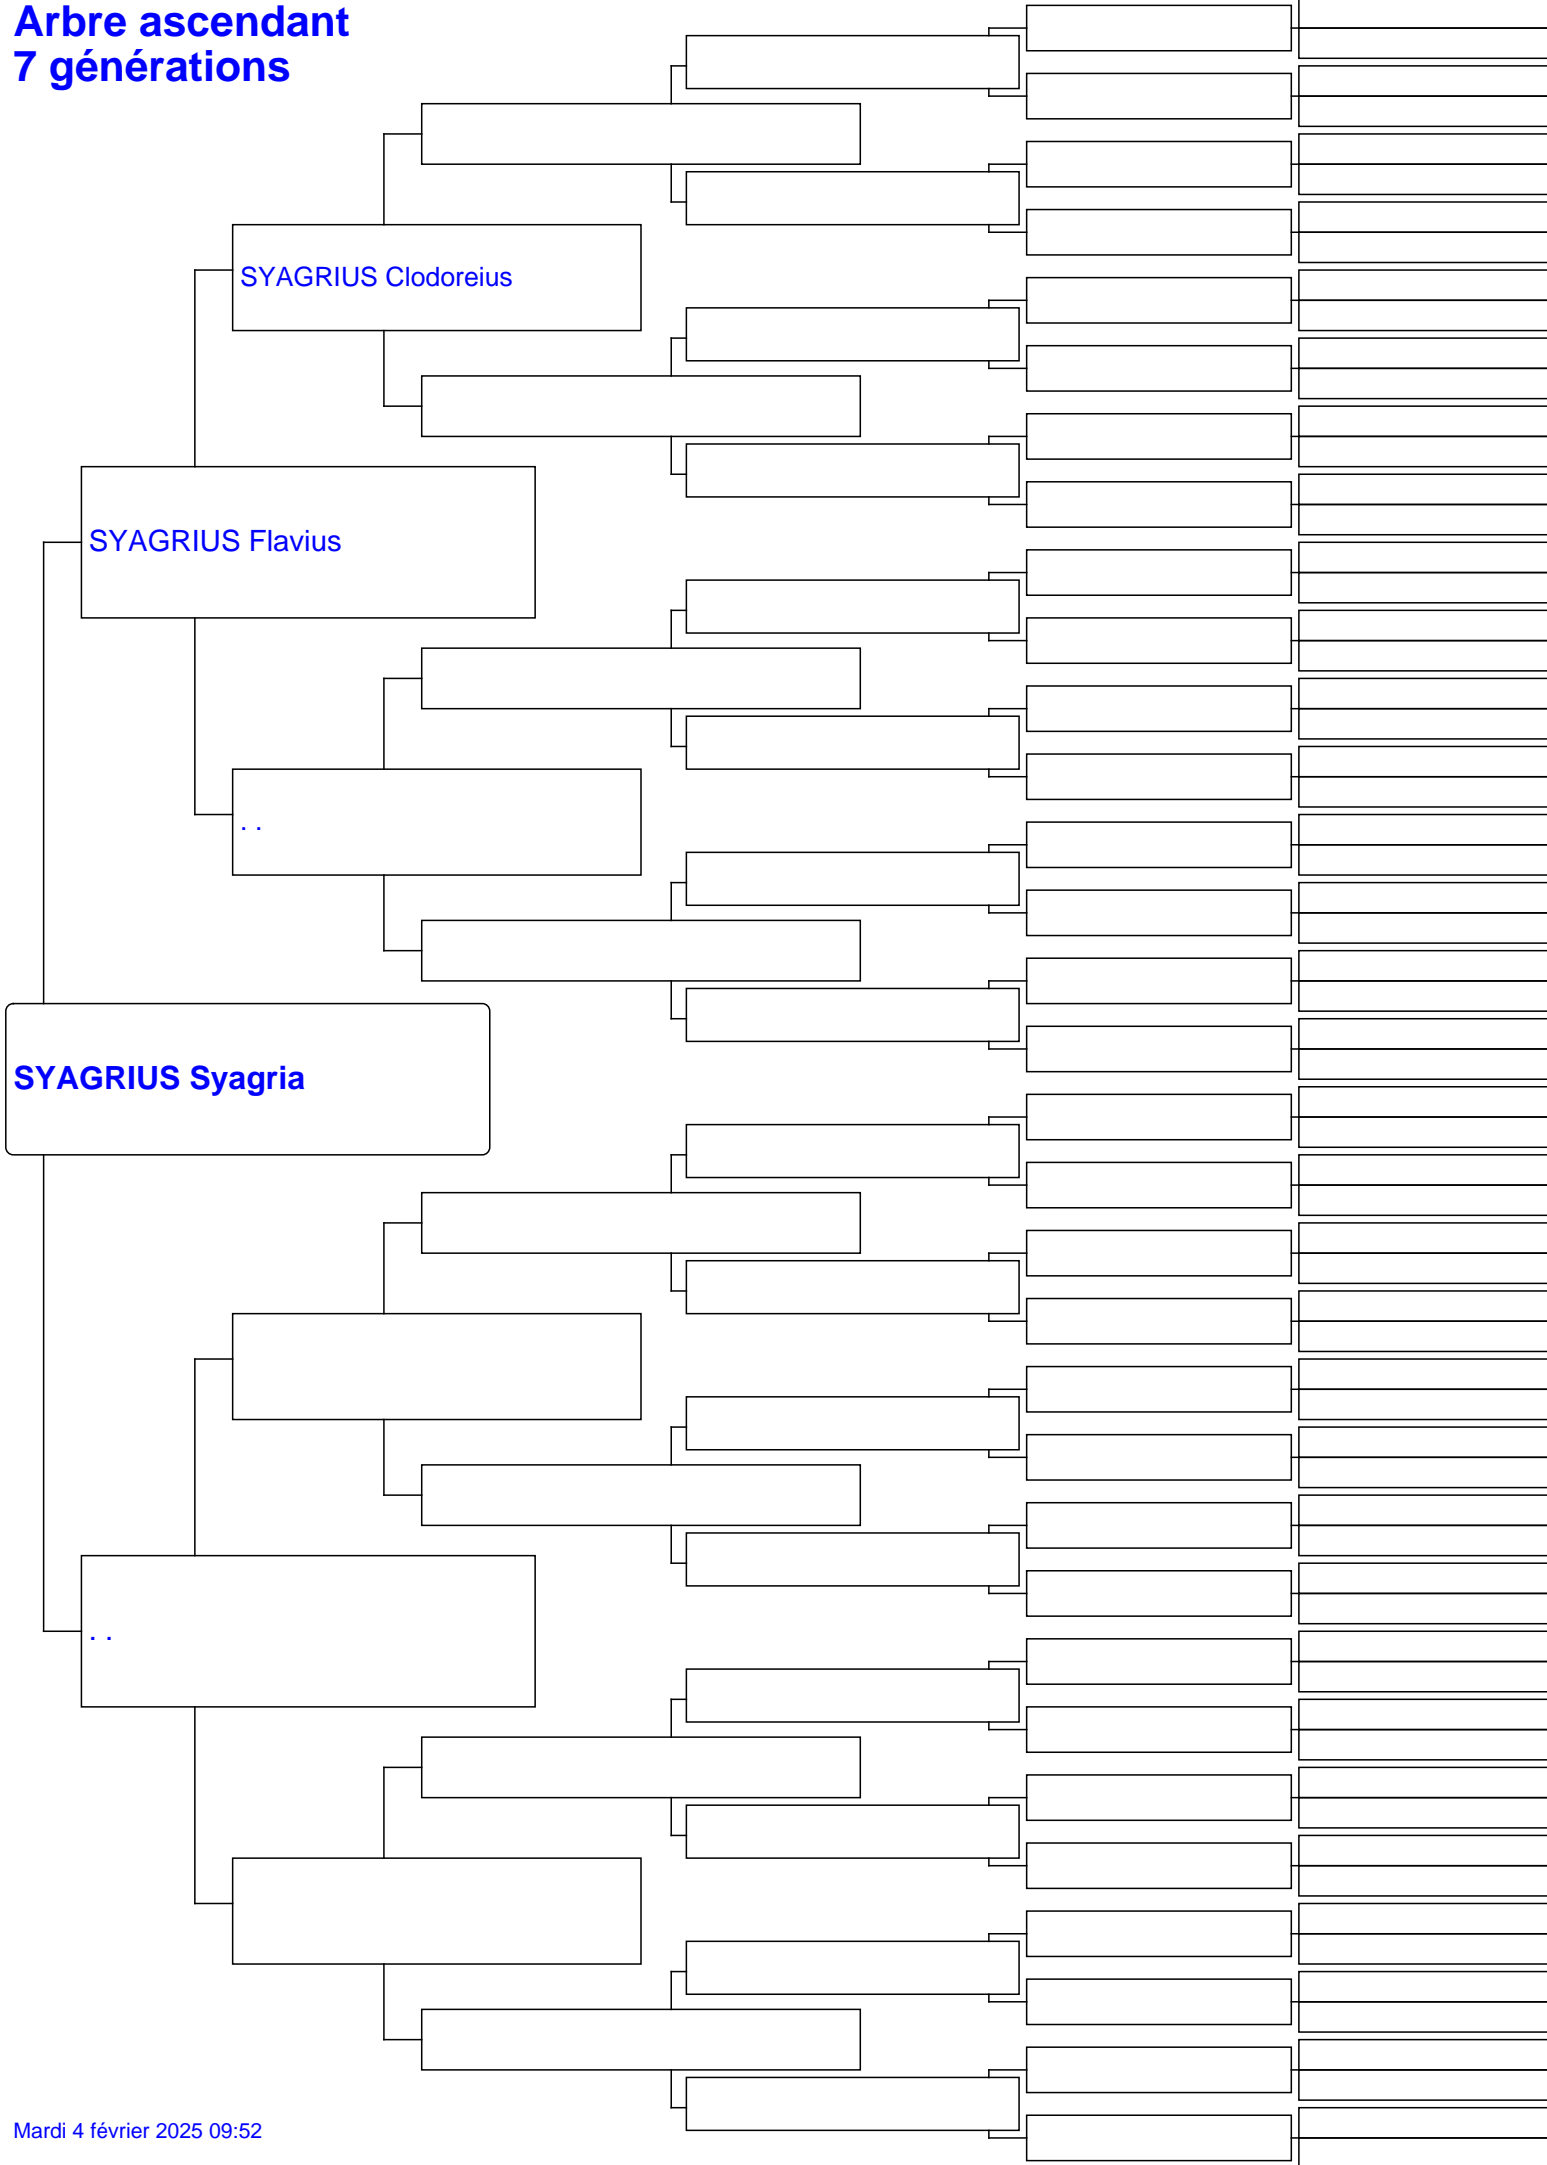 Arbre ascendant
7 générations
SYAGRIUS Clodoreius
SYAGRIUS Flavius
. .
SYAGRIUS Syagria
. .
Mardi 4 février 2025 09:52